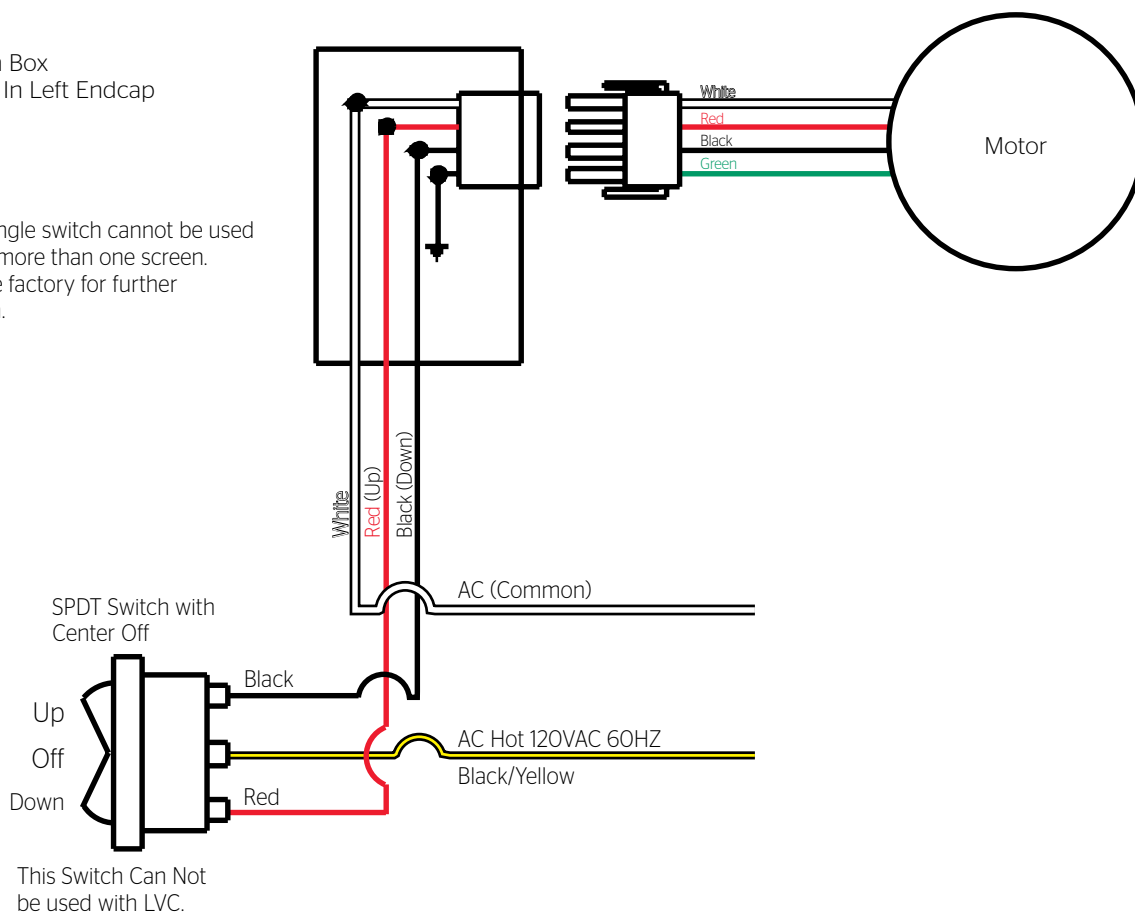 Box
In Left Endcap
switch cannot be used
more than one screen.
factory for further
White
Red
Black
Green
Motor
White
Red (Up)
Black (Down)
AC (Common)
SPDT Switch with
Center Off
Black
Up
Off
AC Hot 120VAC 60HZ
Black/Yellow
Down
Red
This Switch Can Not
be used with LVC.